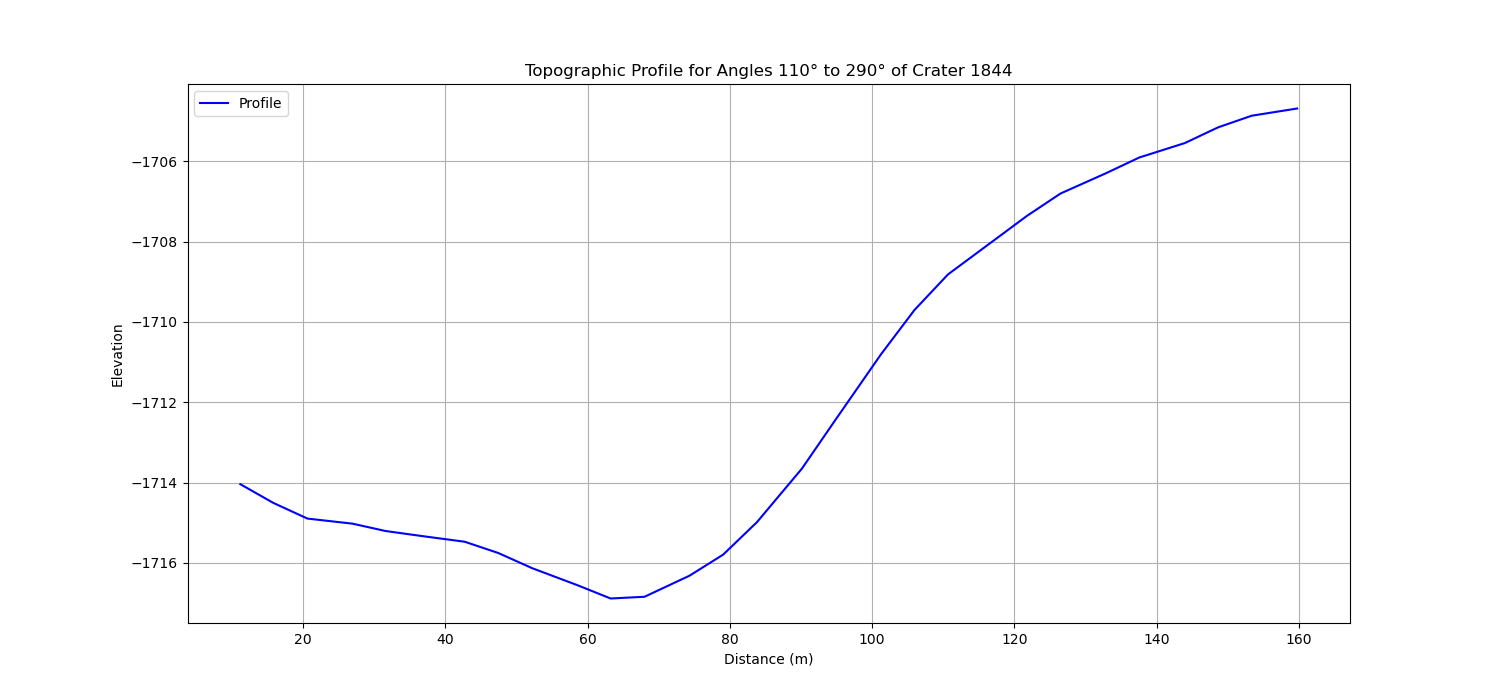 Topographic Profile for Angles 110° to 290° of Crater 1844
Profile
−1706
−1708
−1710
−1712
−1714
−1716
Elevation
20 40 60 80 100 120 140 160
Distance (m)